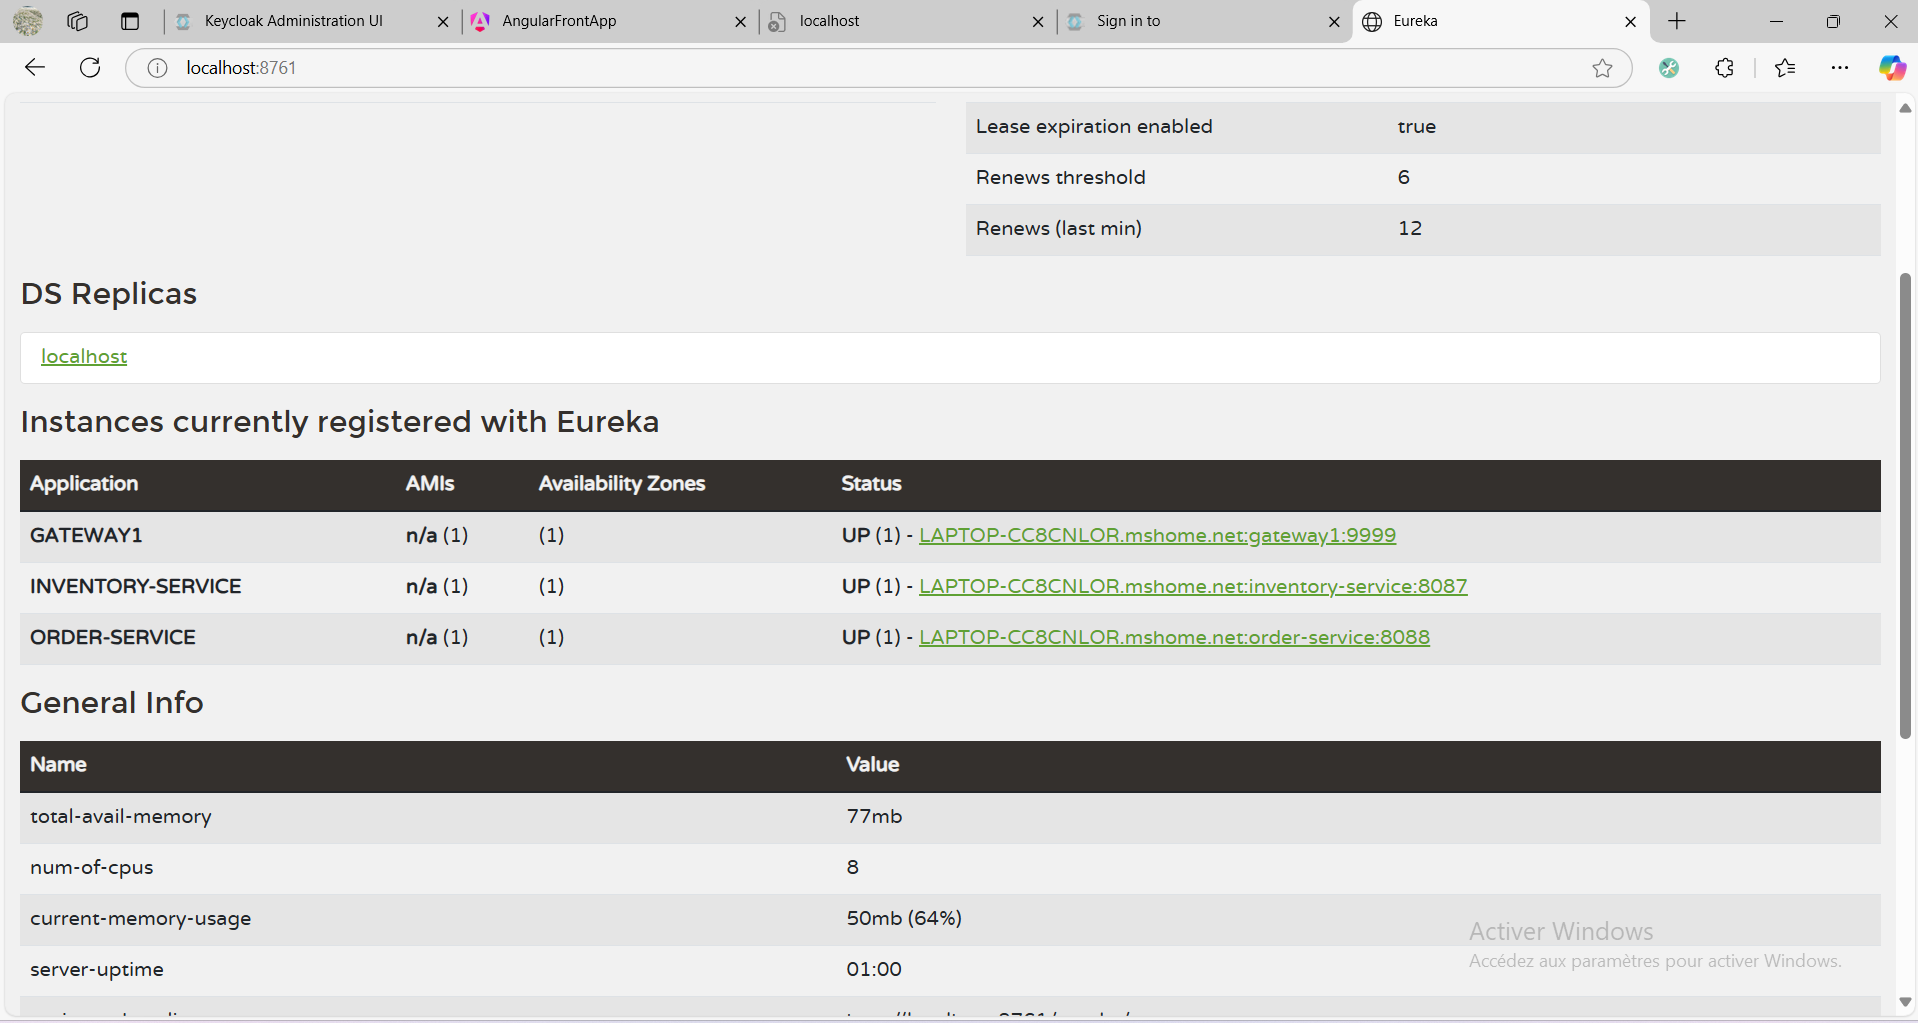 Keycloak Administration UI
AngularFrontApp
localhost
Sign in to
Eureka
localhost:8761
Lease expiration enabled true
Renews threshold 6
Renews (last min) 12
DS Replicas
localhost
Instances currently registered with Eureka
Application AMIs Availability Zones Status
GATEWAY1 n/a (1) (1) UP (1) - LAPTOP-CC8CNLOR.mshome.net:gateway1:9999
INVENTORY-SERVICE n/a (1) (1) UP (1) - LAPTOP-CC8CNLOR.mshome.net:inventory-service:8087
ORDER-SERVICE n/a (1) (1) UP (1) - LAPTOP-CC8CNLOR.mshome.net:order-service:8088
General Info
Name Value
total-avail-memory 77mb
num-of-cpus 8
current-memory-usage 50mb (64%)
server-uptime 01:00
Activer Windows
Accédez aux paramètres pour activer Windows.